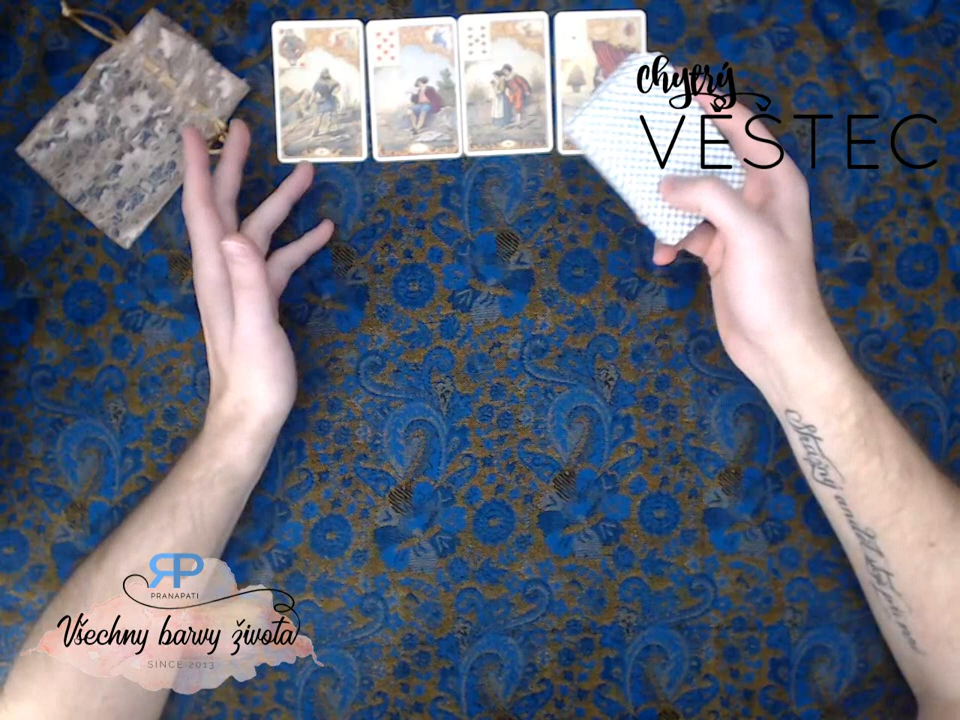 chytrý
VĚŠTEC
RP
PRANAPATI
Všechny barvy života
SINCE 2013